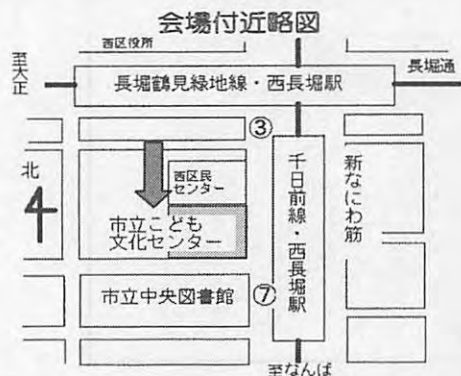 会場付近略図
西区役所
至大正
長堀通
長堀鶴見緑地線・西長堀駅
③
北
西区民
センター
市立こども
文化センター
千日前線・西長堀駅
新なにわ筋
市立中央図書館
⑦
至なんば